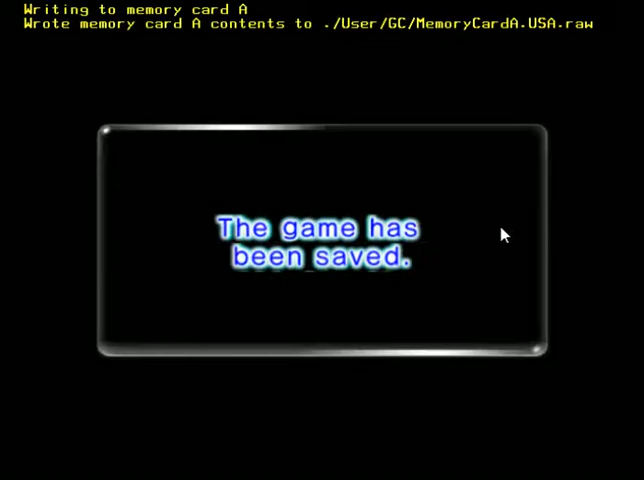 Writing to memory card A
Wrote memory card A contents to ./User/GC/MemoryCardA.USA.raw
The game has
been saved.